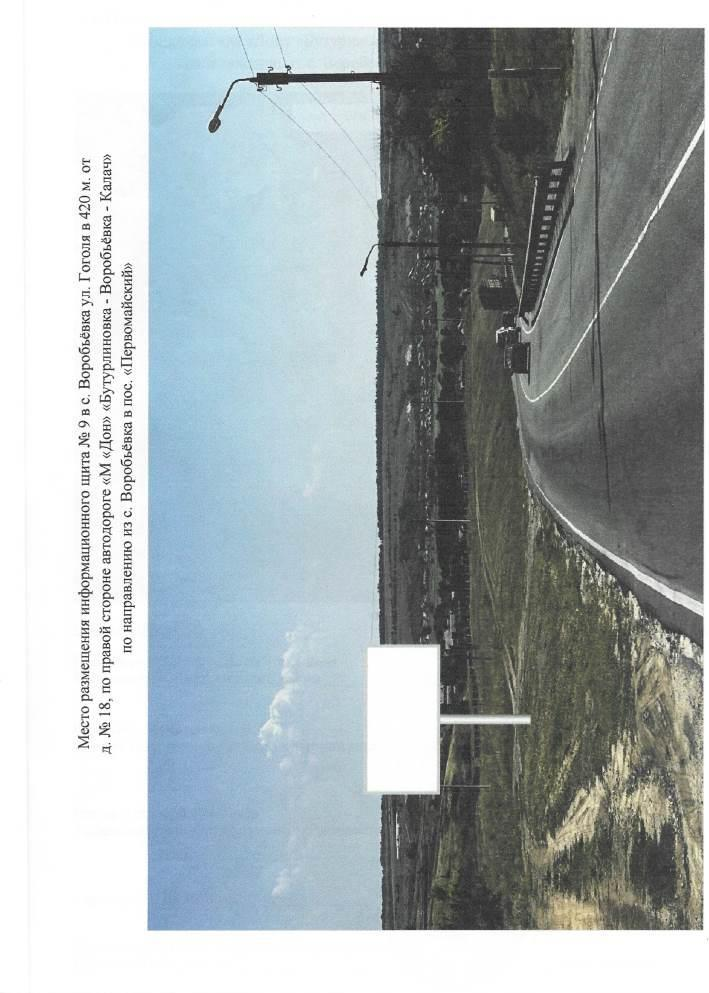 Место размещения информационного щита № 9 в с. Воробьёвка ул. Гоголя в 420 м. от
д. № 18, по правой стороне автодороге «М «Дон» «Бутурлиновка - Воробьёвка - Калач»
по направлению из с. Воробьёвка в пос. «Первомайский»